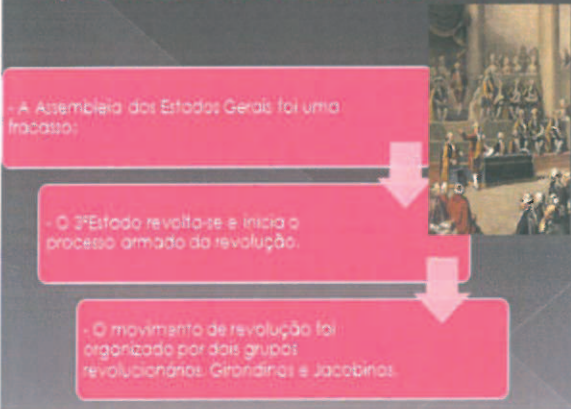 - A Assembleia dos Estados Gerais foi uma
fracasso;
- O 3ºEstado revolta-se e inicia o
processo armado da revolução.
- O movimento de revolução foi
organizado por dois grupos
revolucionários. Girondinos e Jacobinos.